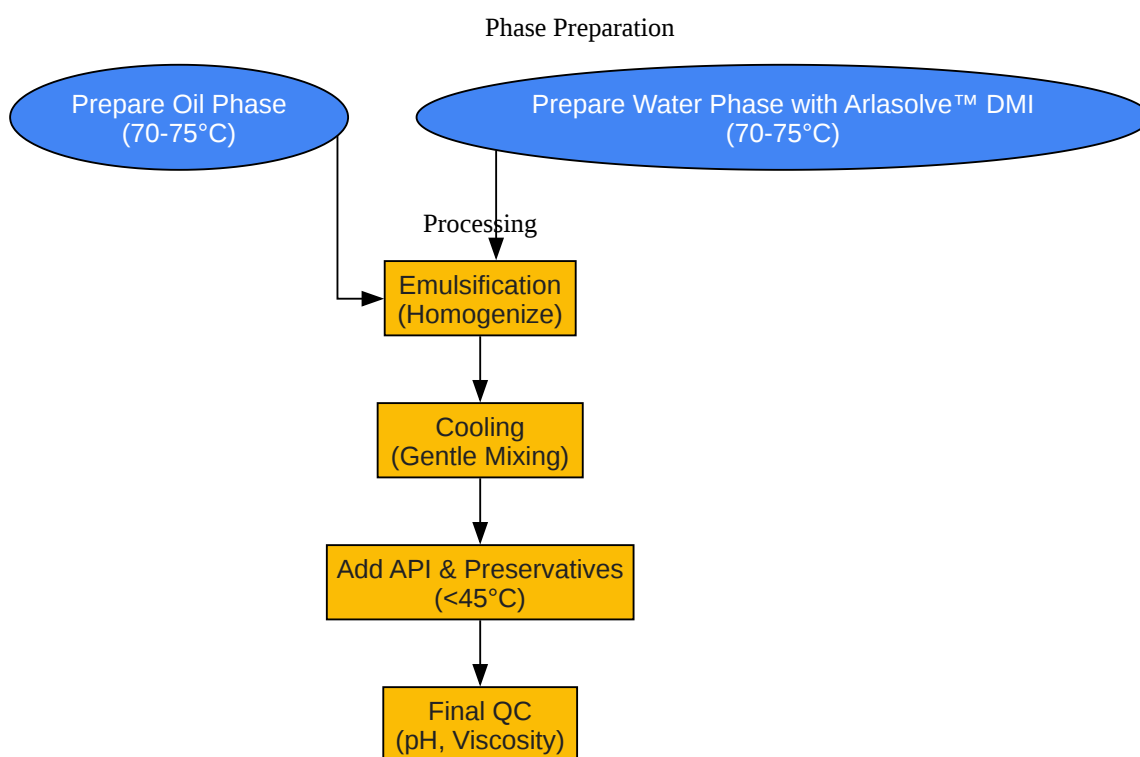 Phase Preparation
Prepare Oil Phase
(70-75°C)
Prepare Water Phase with Arlasolve™ DMI
(70-75°C)
Processing
Emulsification
(Homogenize)
Cooling
(Gentle Mixing)
Add API & Preservatives
(<45°C)
Final QC
(pH, Viscosity)